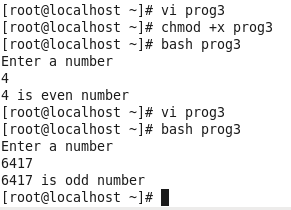 [root@localhost ~]# vi prog3
[root@localhost ~]# chmod +x prog3
[root@localhost ~]# bash prog3
Enter a number
4
4 is even number
[root@localhost ~]# vi prog3
[root@localhost ~]# bash prog3
Enter a number
6417
6417 is odd number
[root@localhost ~]#